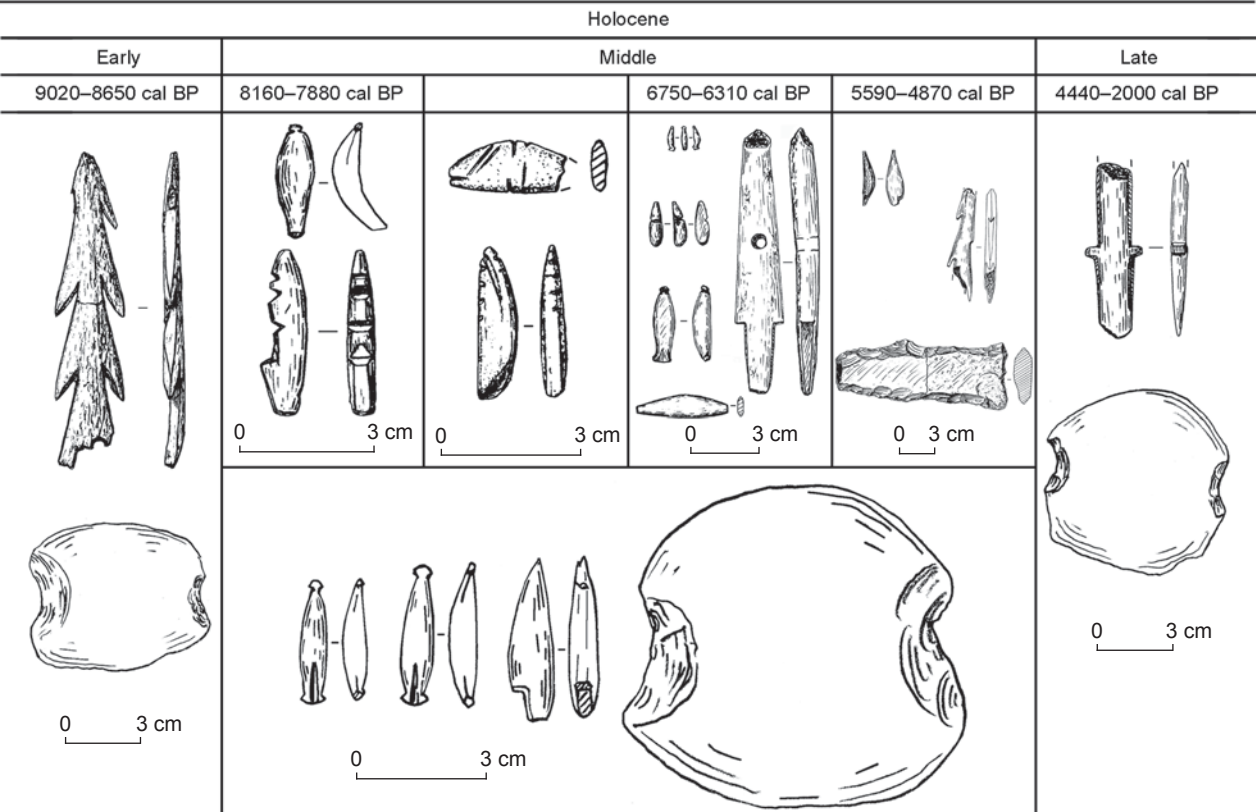 Holocene
Early
Middle
Late
9020–8650 cal BP
8160–7880 cal BP
6750–6310 cal BP
5590–4870 cal BP
4440–2000 cal BP
0 3 cm
0 3 cm
0 3 cm
0 3 cm
0 3 cm
0 3 cm
0 3 cm